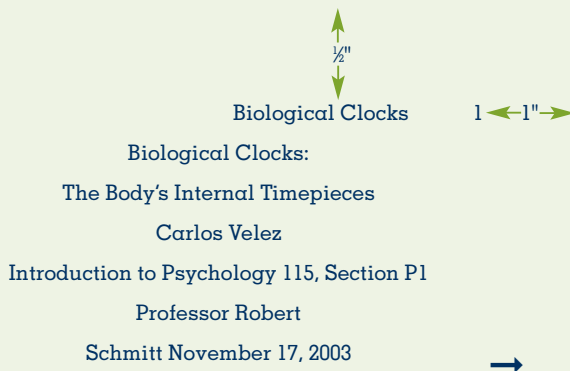 ½"
Biological Clocks 1 1"
Biological Clocks:
The Body's Internal Timepieces
Carlos Velez
Introduction to Psychology 115, Section P1
Professor Robert
Schmitt November 17, 2003